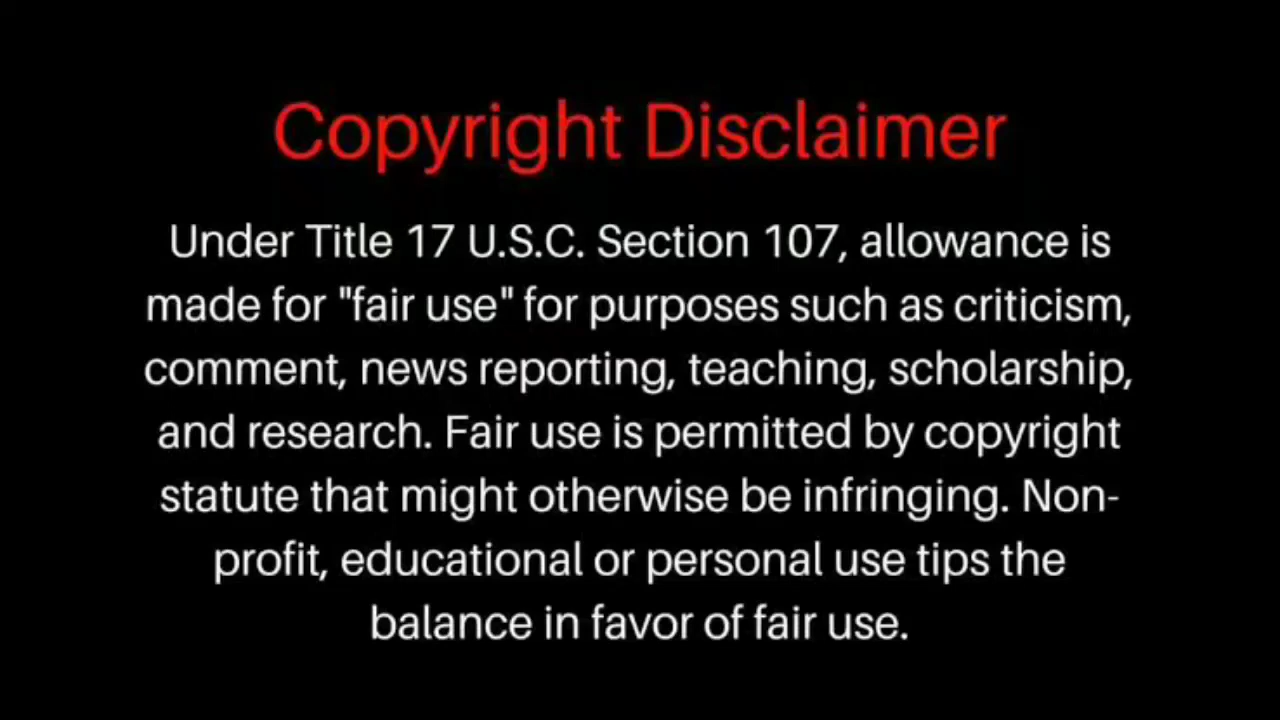 Copyright Disclaimer
Under Title 17 U.S.C. Section 107, allowance is
made for "fair use" for purposes such as criticism,
comment, news reporting, teaching, scholarship,
and research. Fair use is permitted by copyright
statute that might otherwise be infringing. Non-
profit, educational or personal use tips the
balance in favor of fair use.